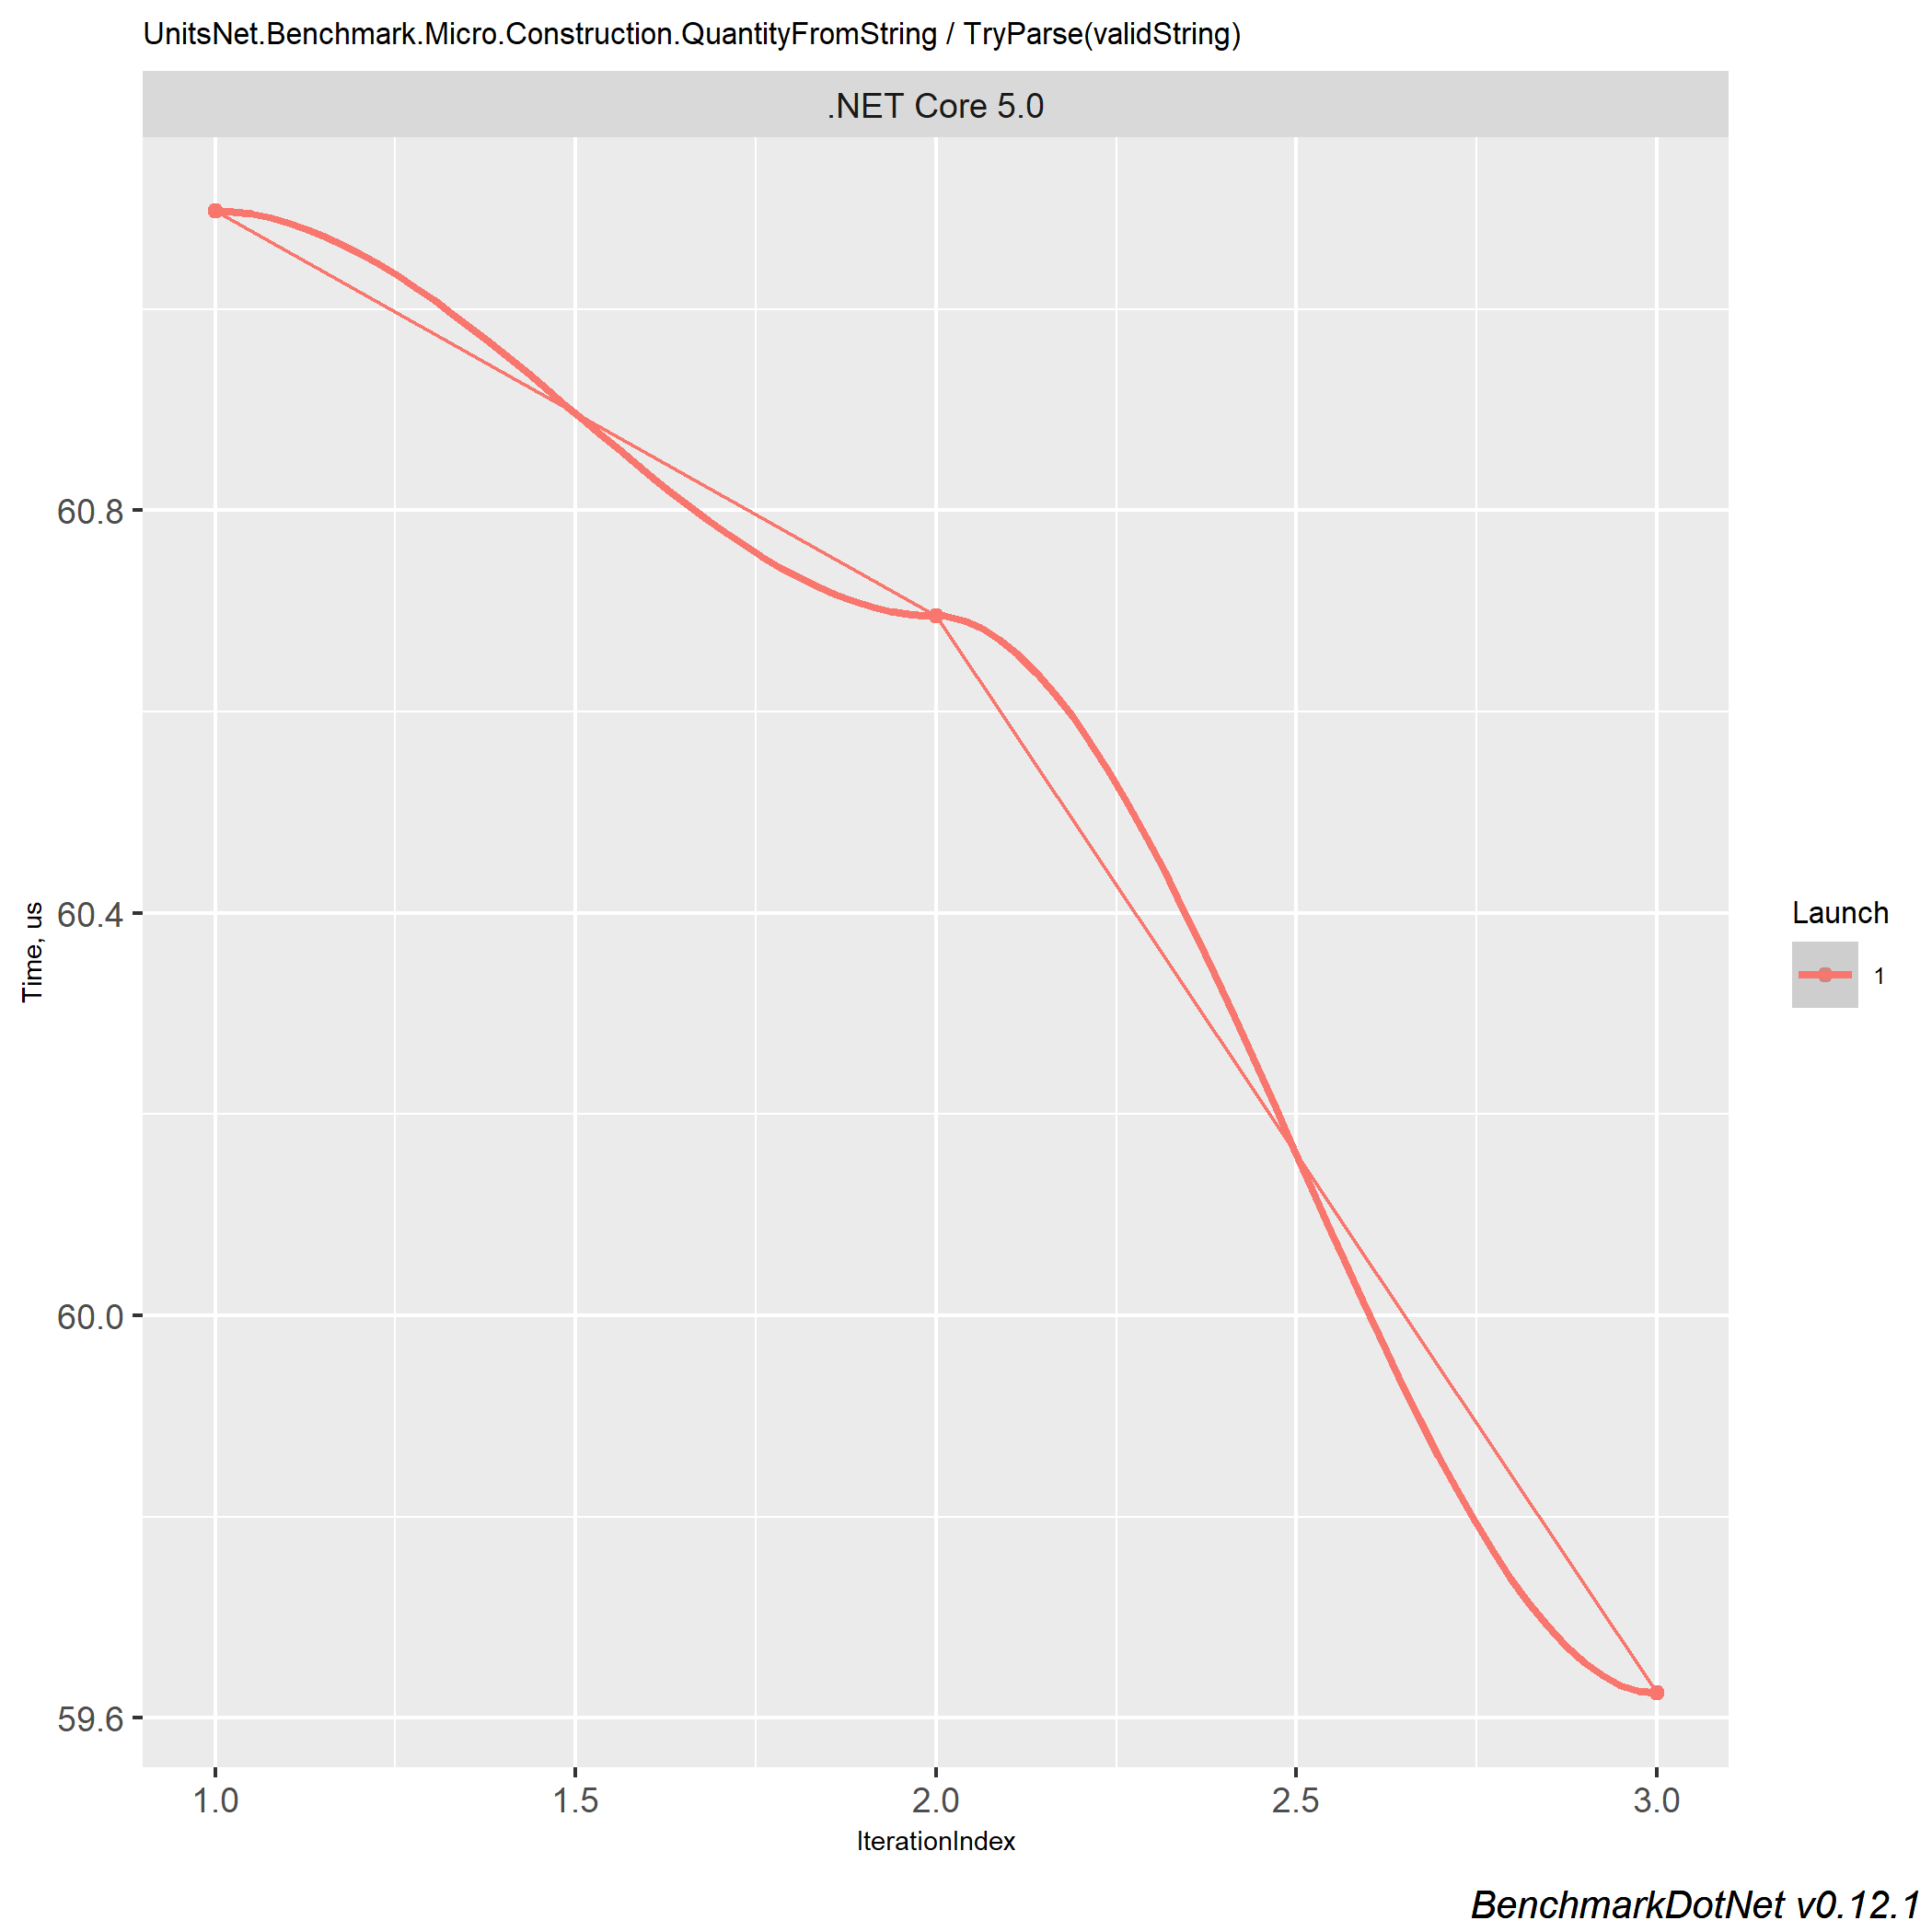 UnitsNet.Benchmark.Micro.Construction.QuantityFromString / TryParse(validString)
.NET Core 5.0
60.8
60.4
60.0
59.6
Time, us
1.0 1.5 2.0 2.5 3.0
IterationIndex
Launch
1
BenchmarkDotNet v0.12.1